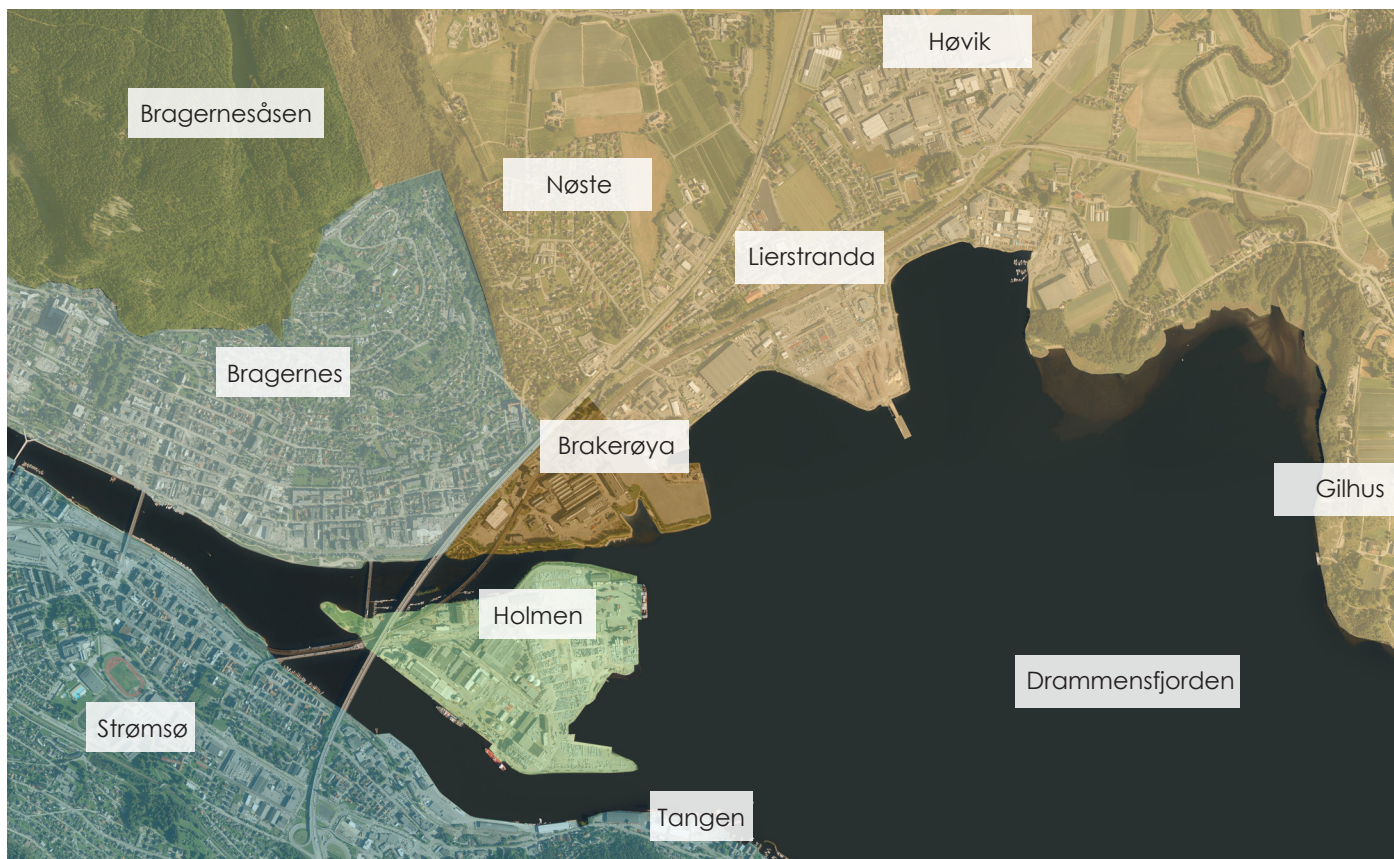 Høvik
Bragernesåsen
Nøste
Lierstranda
Bragernes
Brakerøya
Gilhus
Holmen
Drammensfjorden
Strømsø
Tangen